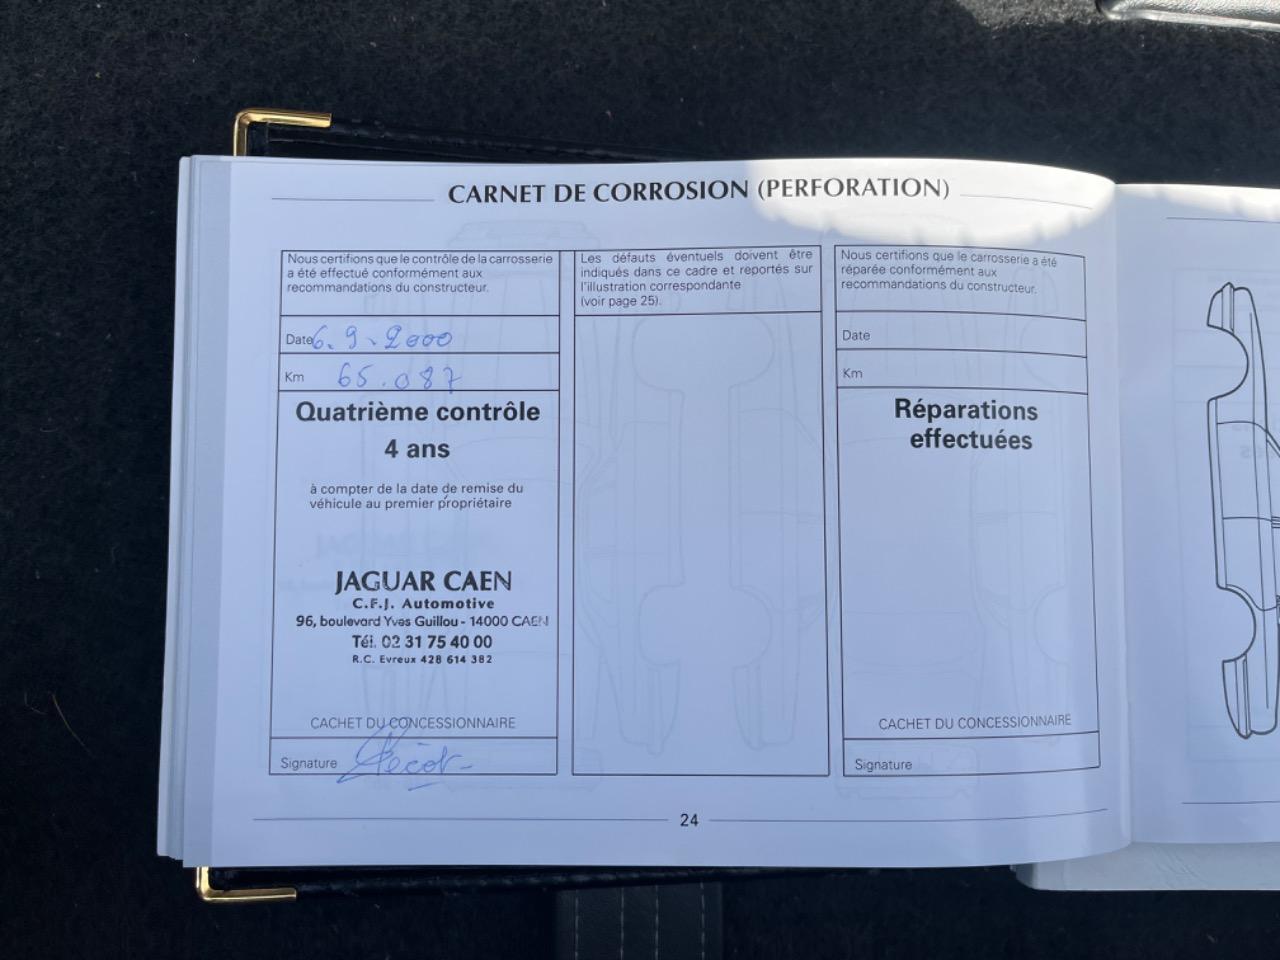 CARNET DE CORROSION (PERFORATION)
Nous certifions que le contrôle de la carrosserie
a été effectué conformément aux
recommandations du constructeur.
Date 6.9.2000
Km 65.087
Quatrième contrôle
4 ans
à compter de la date de remise du
véhicule au premier propriétaire
JAGUAR CAEN
C.F.J. Automotive
96, boulevard Yves Guillou - 14000 CAEN
Tél. 02 31 75 40 00
R.C. Evreux 428 614 382
CACHET DU CONCESSIONNAIRE
Signature
Les défauts éventuels doivent être
indiqués dans ce cadre et reportés sur
l'illustration correspondante
(voir page 25).
Nous certifions que le carrosserie a été
réparée conformément aux
recommandations du constructeur.
Date
Km
Réparations
effectuées
CACHET DU CONCESSIONNAIRE
Signature
24